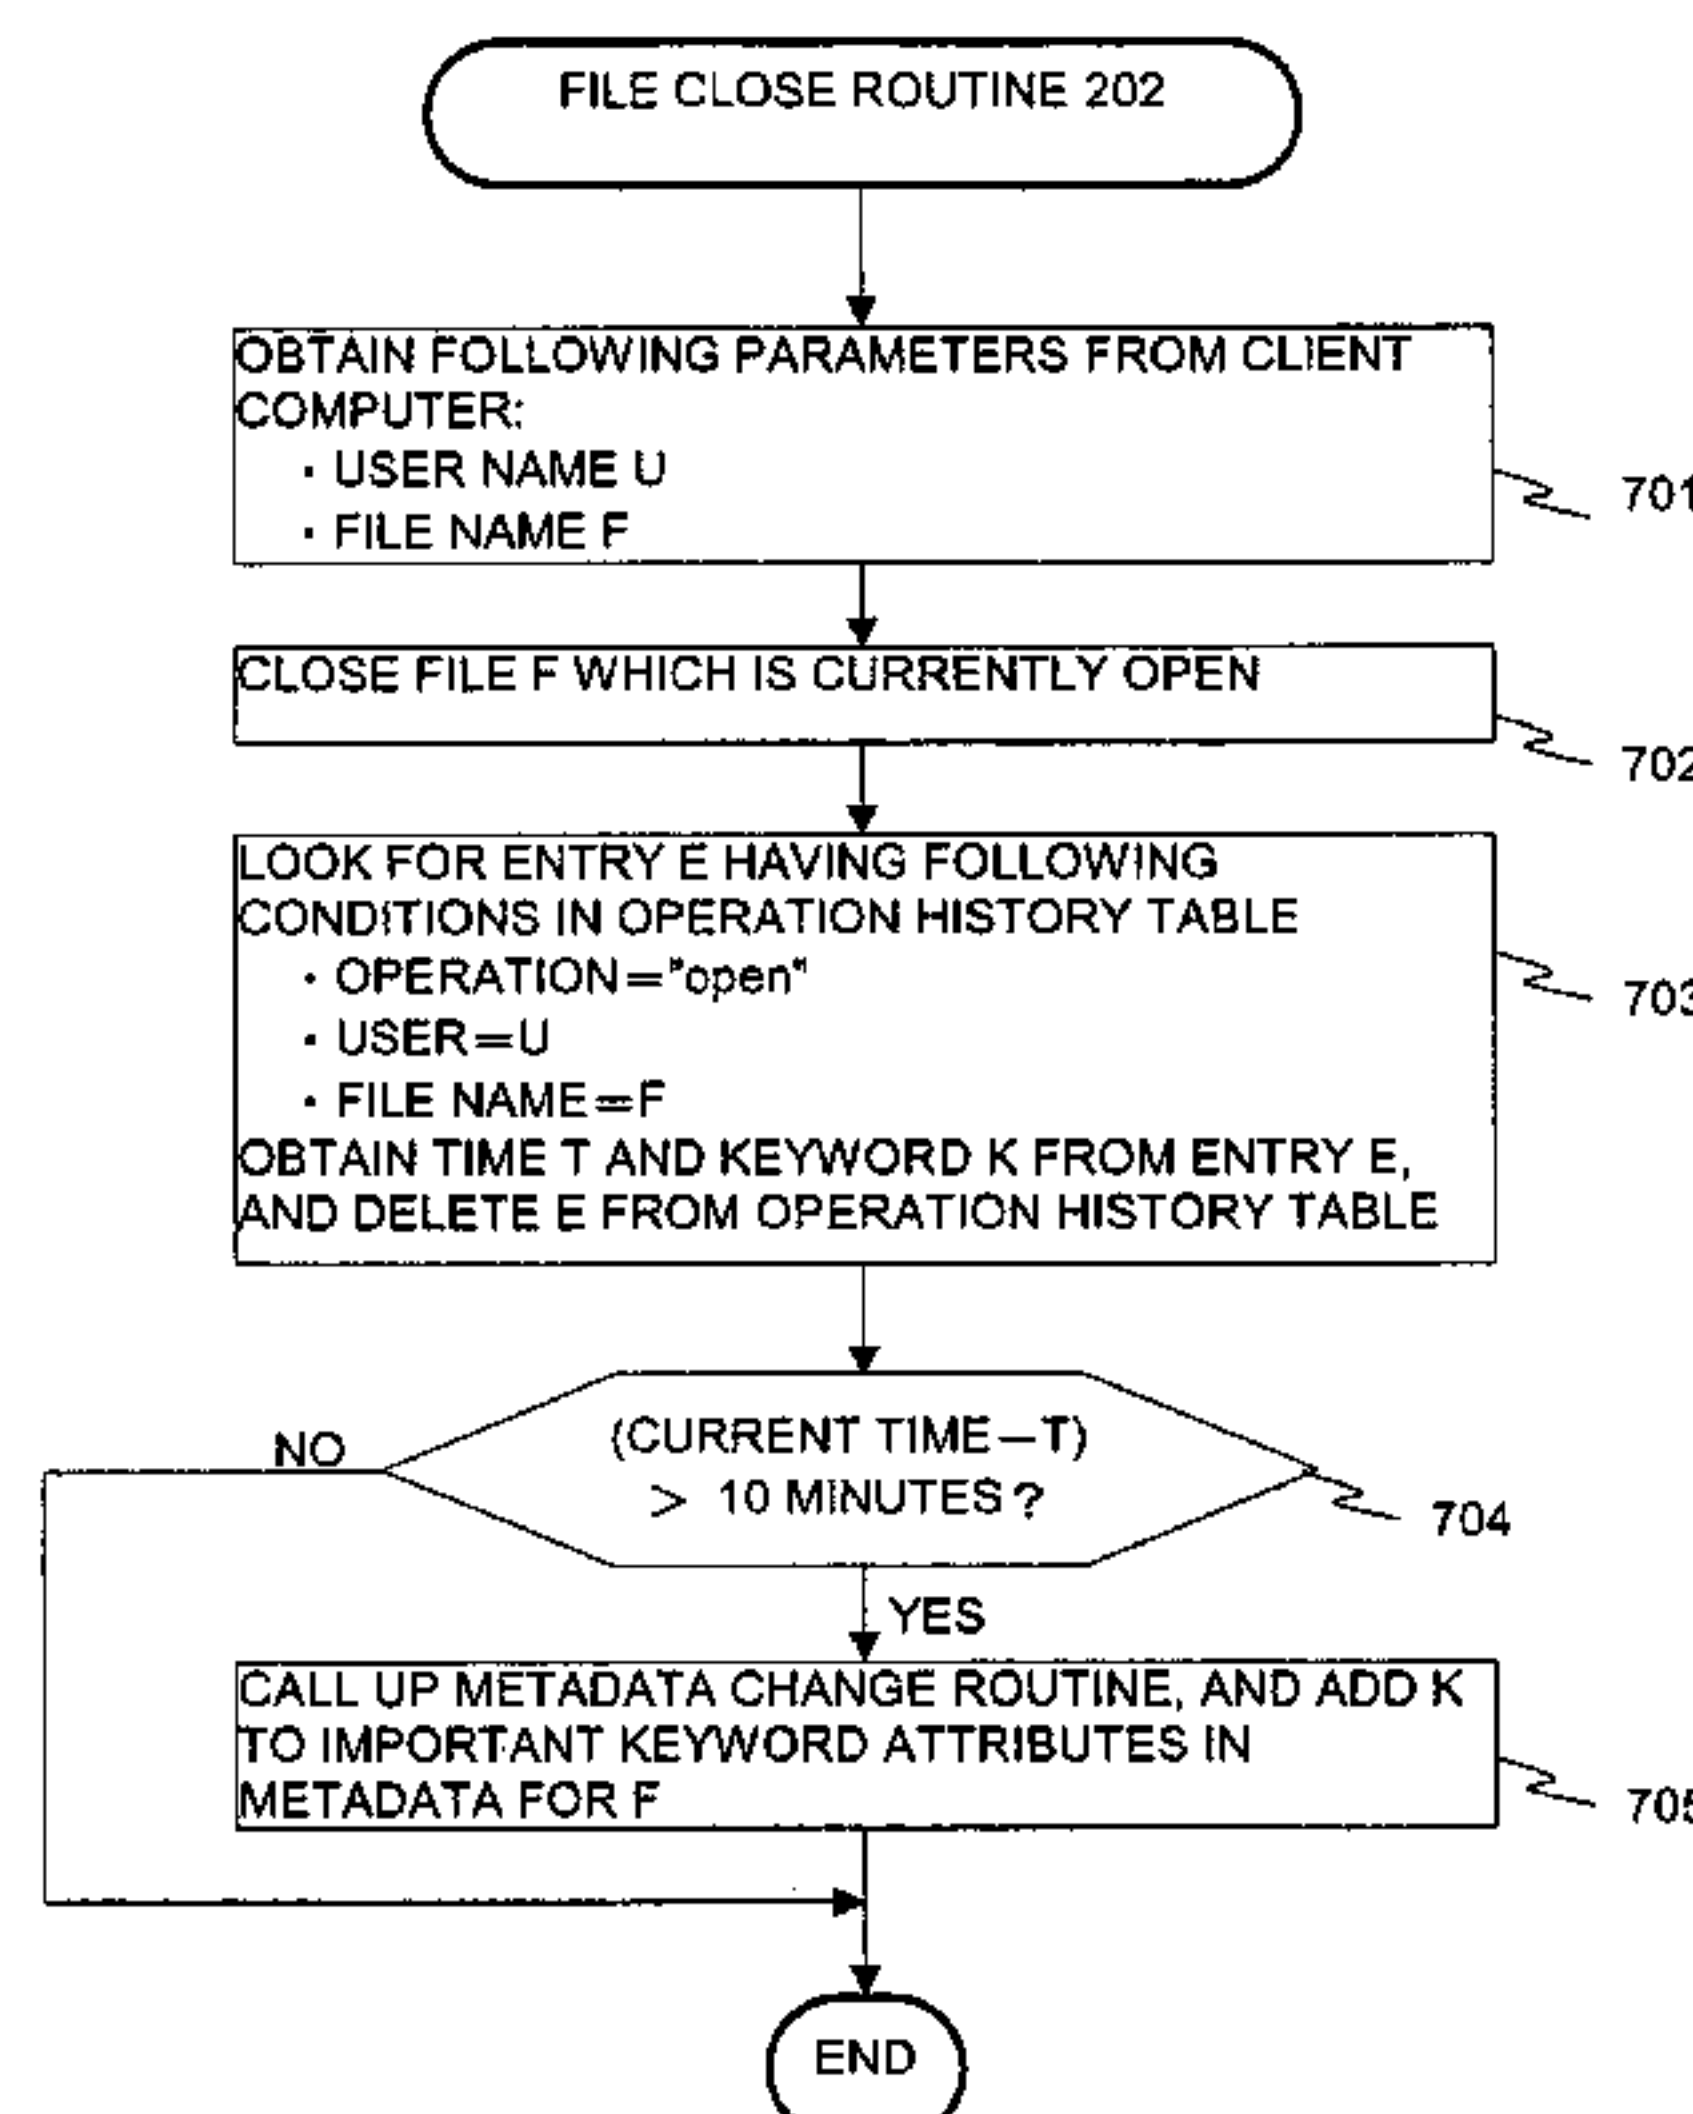 FILE CLOSE ROUTINE 202
OBTAIN FOLLOWING PARAMETERS FROM CLIENT
COMPUTER:
・USER NAME U
・FILE NAME F
701
CLOSE FILE F WHICH IS CURRENTLY OPEN
702
LOOK FOR ENTRY E HAVING FOLLOWING
CONDITIONS IN OPERATION HISTORY TABLE
・OPERATION="open"
・USER=U
・FILE NAME=F
OBTAIN TIME T AND KEYWORD K FROM ENTRY E,
AND DELETE E FROM OPERATION HISTORY TABLE
703
NO
(CURRENT TIME-T)
> 10 MINUTES?
704
YES
CALL UP METADATA CHANGE ROUTINE, AND ADD K
TO IMPORTANT KEYWORD ATTRIBUTES IN
METADATA FOR F
705
END